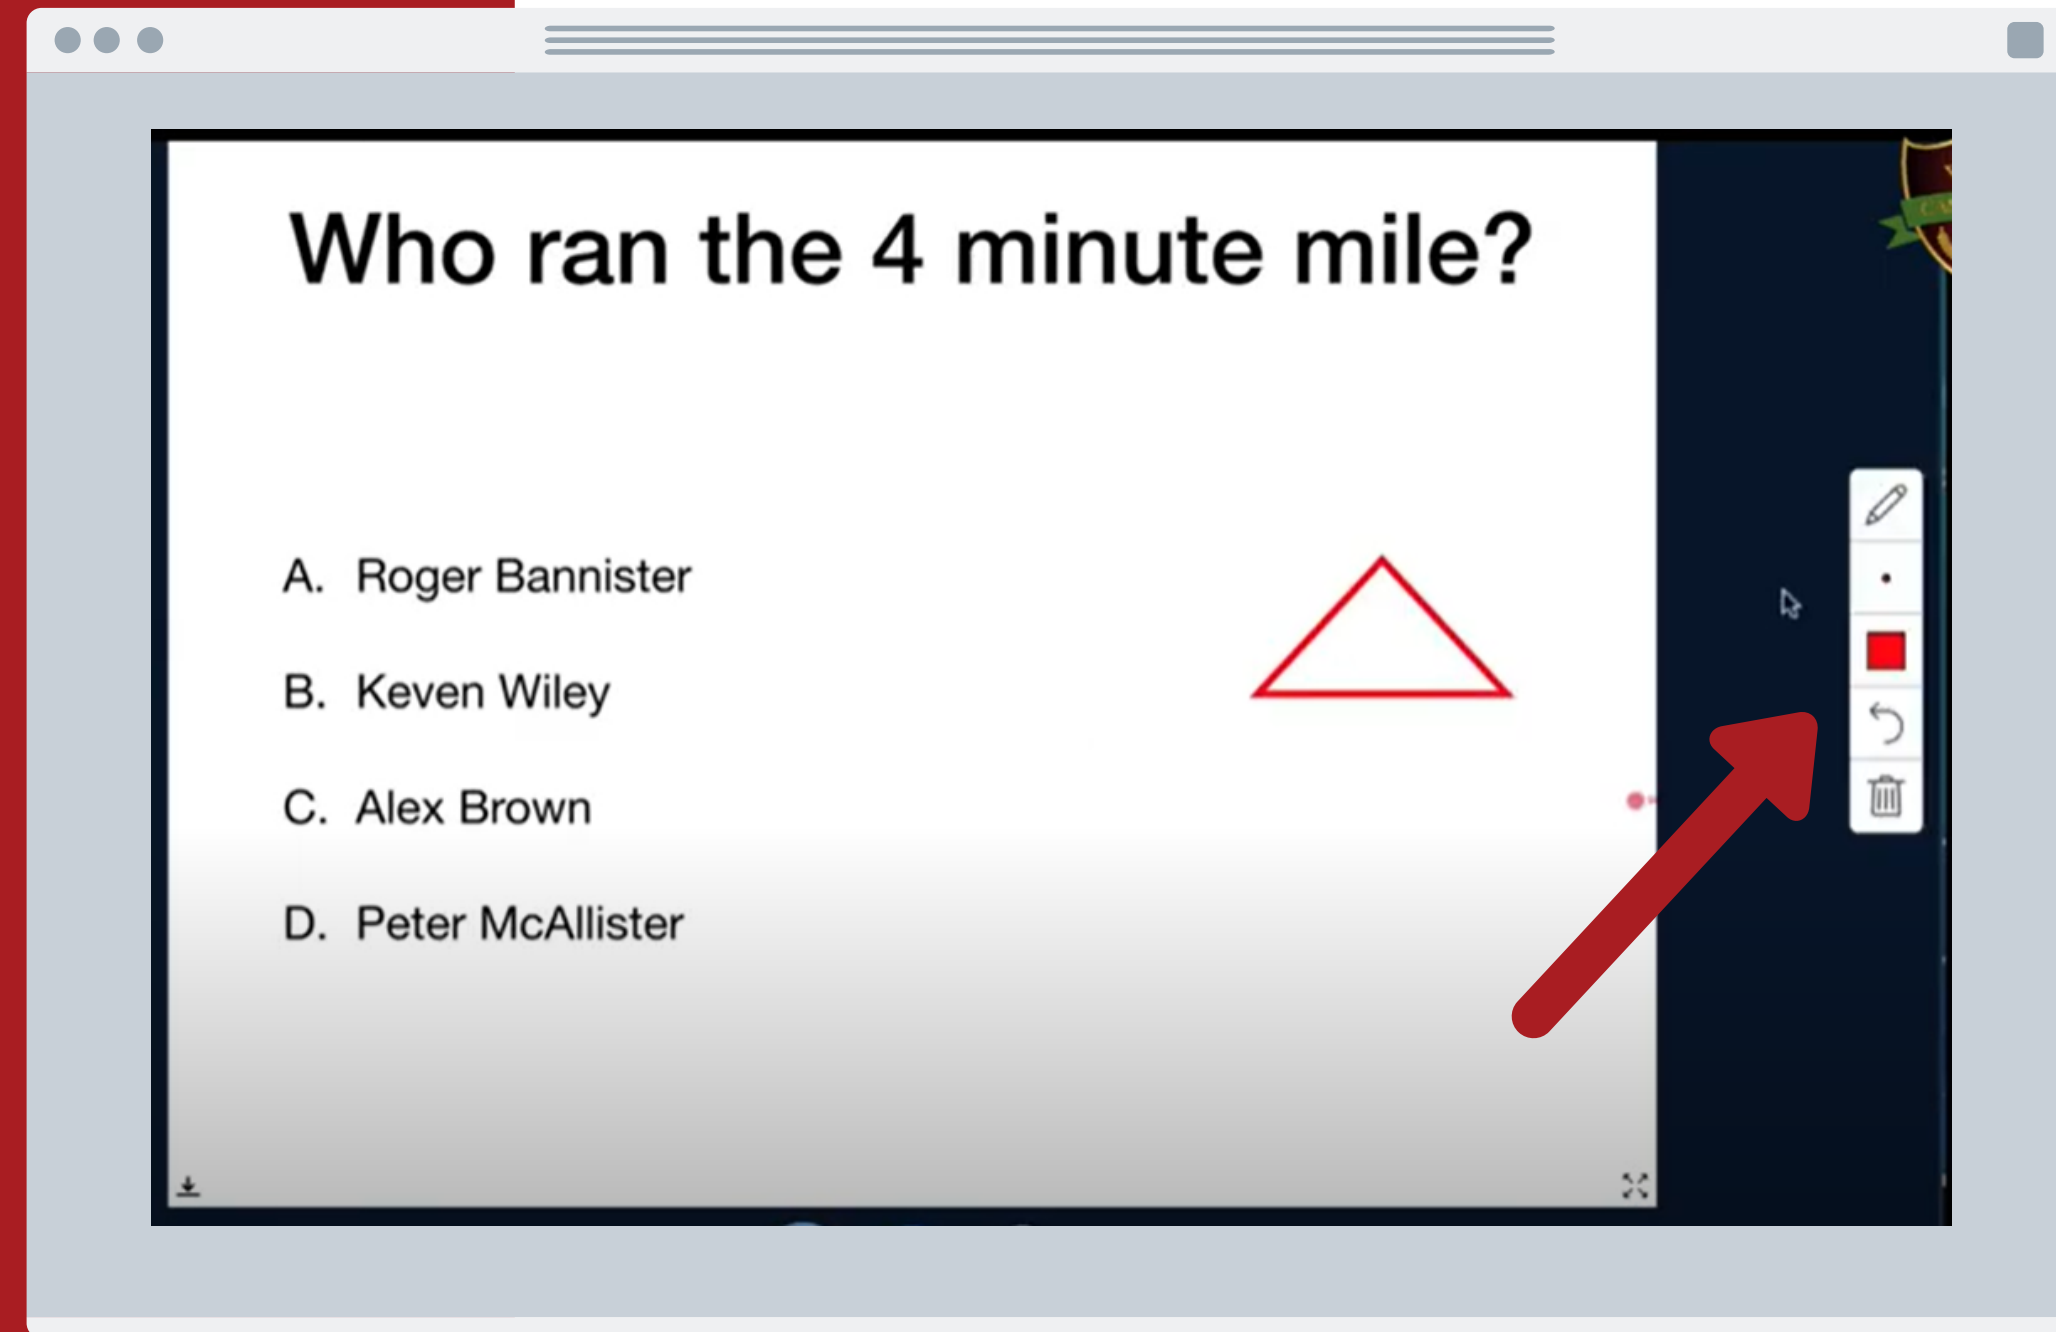 Who ran the 4 minute mile?
A. Roger Bannister
B. Keven Wiley
C. Alex Brown
D. Peter McAllister